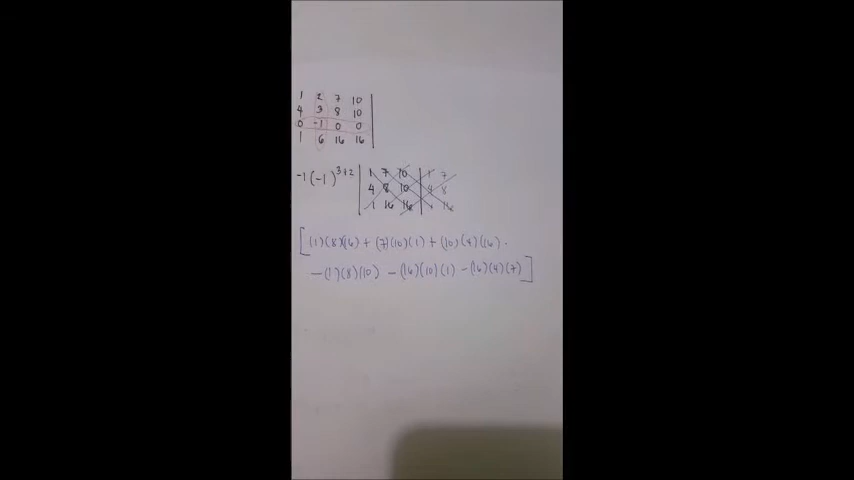 1 2 7 10
4 3 8 10
0 -1 0 0
1 6 16 16
-1(-1)^{3+2} | 1 7 10 | 1 7
4 8 10 | 4 8
1 16 16 | 1 16
[(1)(8)(16) + (7)(10)(1) + (10)(4)(16)
-(1)(8)(10) - (16)(10)(1) - (16)(4)(7)]